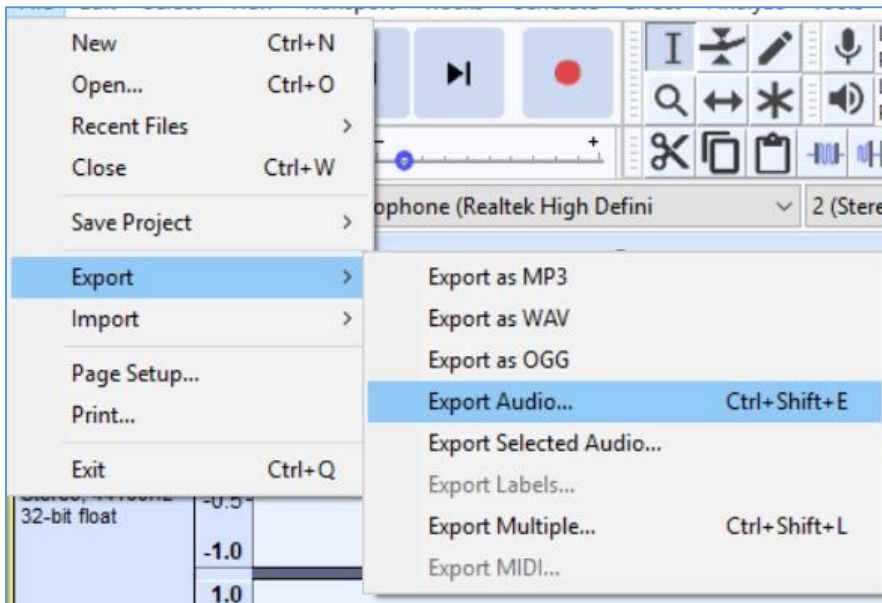 New Ctrl+N
Open... Ctrl+O
Recent Files
Close Ctrl+W
Save Project
Export
Import
Page Setup...
Print...
Exit Ctrl+Q
ophone (Realtek High Defini
2 (Stere
Export as MP3
Export as WAV
Export as OGG
Export Audio... Ctrl+Shift+E
Export Selected Audio...
Export Labels...
Export Multiple... Ctrl+Shift+L
Export MIDI...
32-bit float
-0.5
-1.0
1.0